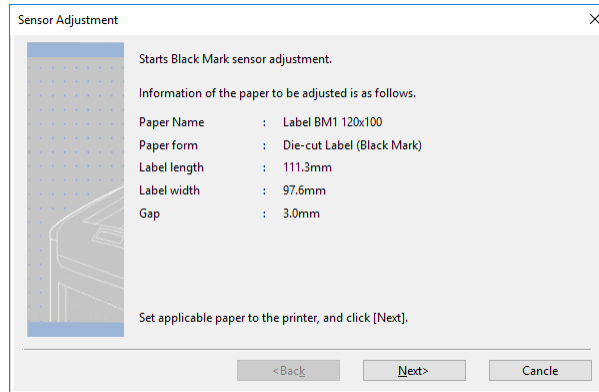 Sensor Adjustment
Starts Black Mark sensor adjustment.
Information of the paper to be adjusted is as follows.
Paper Name : Label BM1 120x100
Paper form : Die-cut Label (Black Mark)
Label length : 111.3mm
Label width : 97.6mm
Gap : 3.0mm
Set applicable paper to the printer, and click [Next].
<Back Next> Cancle